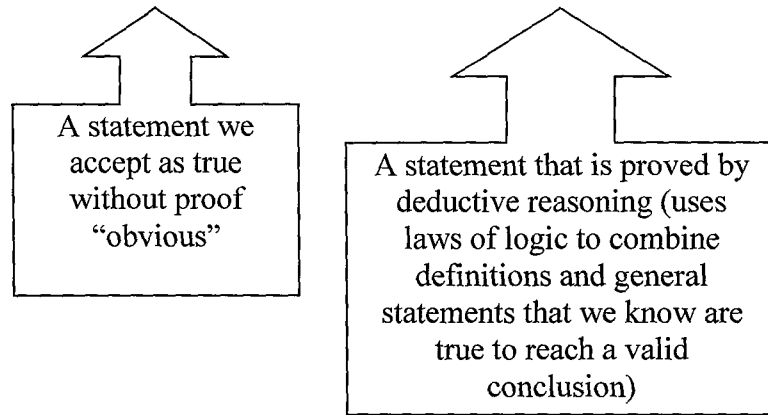 A statement we
accept as true
without proof
“obvious”
A statement that is proved by
deductive reasoning (uses
laws of logic to combine
definitions and general
statements that we know are
true to reach a valid
conclusion)